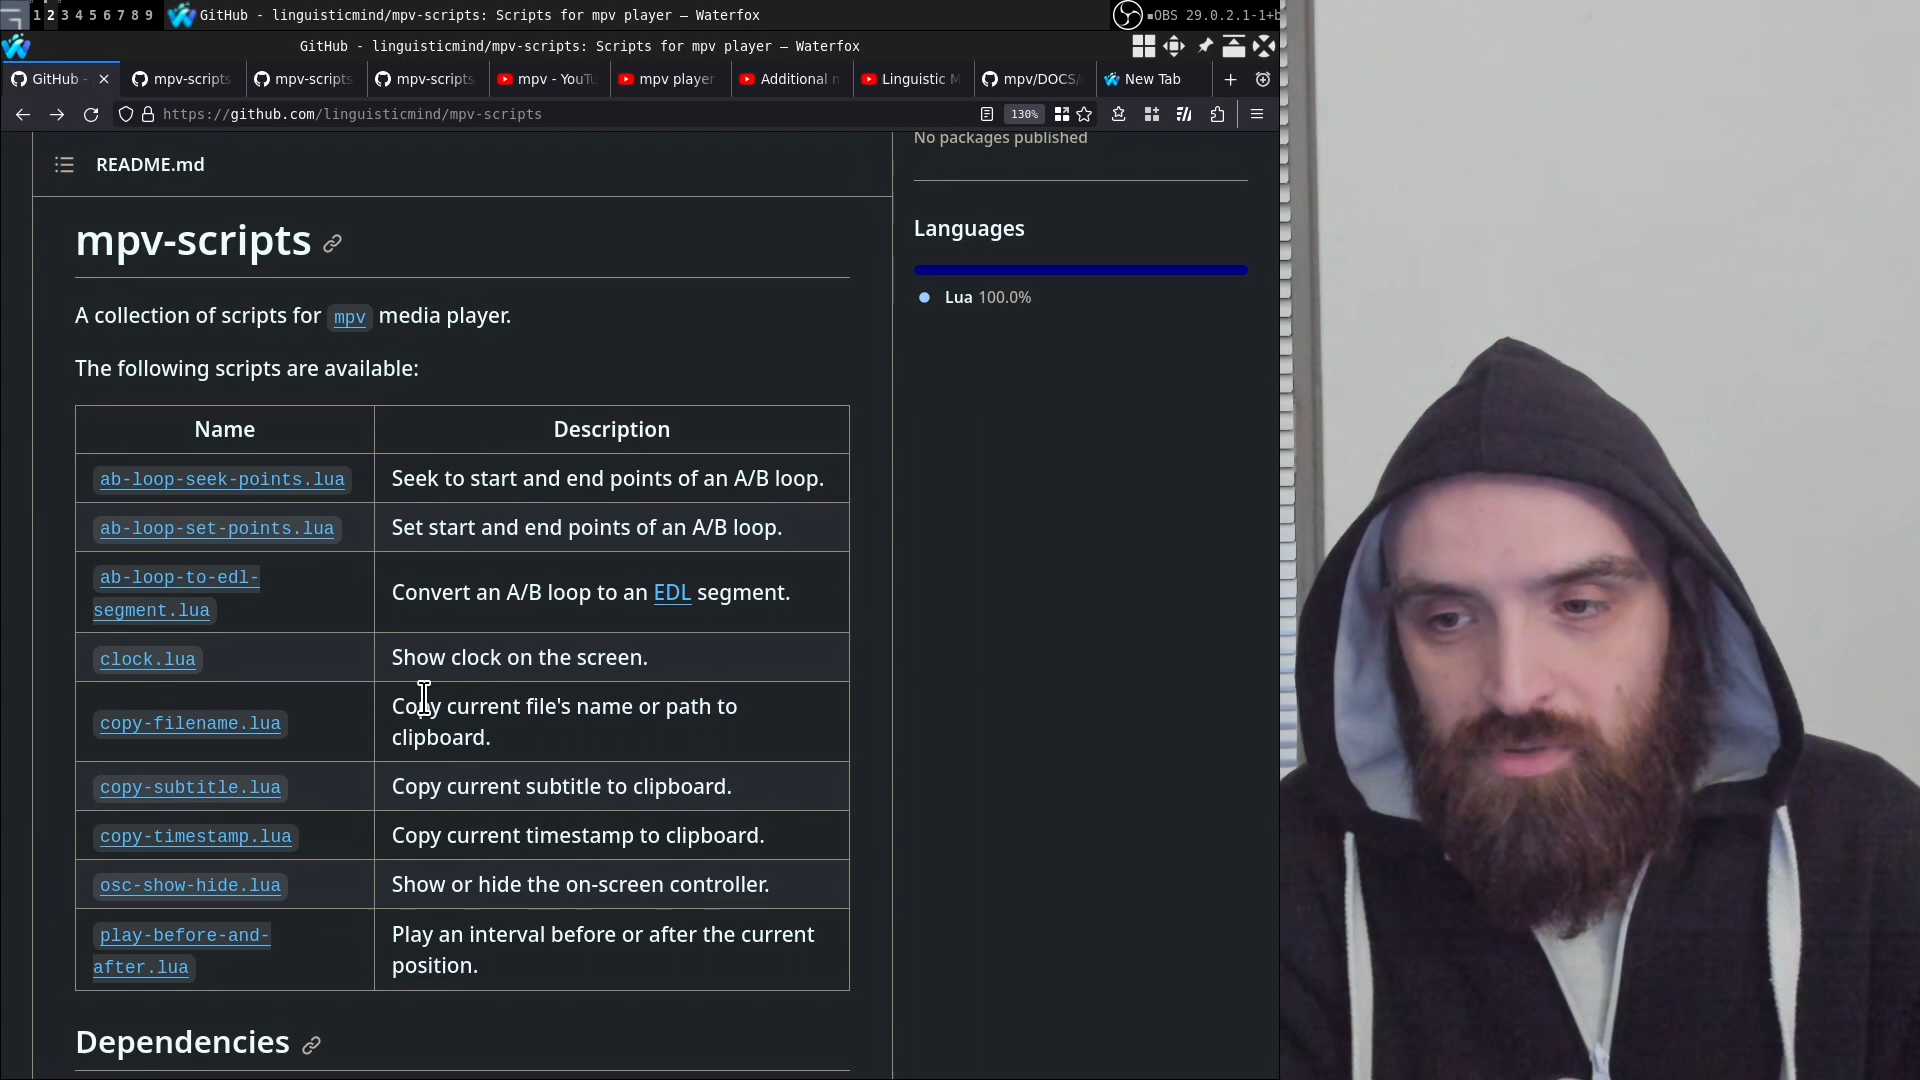 1 2 3 4 5 6 7 8 9 GitHub - linguisticmind/mpv-scripts: Scripts for mpv player — Waterfox OBS 29.0.2.1-1+b
GitHub - linguisticmind/mpv-scripts: Scripts for mpv player — Waterfox
GitHub - mpv-scripts mpv-scripts mpv-scripts mpv - YouTu mpv player Additional Linguistic M mpv/DOCS/ New Tab
https://github.com/linguisticmind/mpv-scripts 130%
No packages published
README.md
Languages
mpv-scripts
Lua 100.0%
A collection of scripts for mpv media player.
The following scripts are available:
Name Description
ab-loop-seek-points.lua Seek to start and end points of an A/B loop.
ab-loop-set-points.lua Set start and end points of an A/B loop.
ab-loop-to-edl-
segment.lua
Convert an A/B loop to an EDL segment.
clock.lua Show clock on the screen.
copy-filename.lua
Copy current file's name or path to
clipboard.
copy-subtitle.lua Copy current subtitle to clipboard.
copy-timestamp.lua Copy current timestamp to clipboard.
osc-show-hide.lua Show or hide the on-screen controller.
play-before-and-
after.lua
Play an interval before or after the current
position.
Dependencies